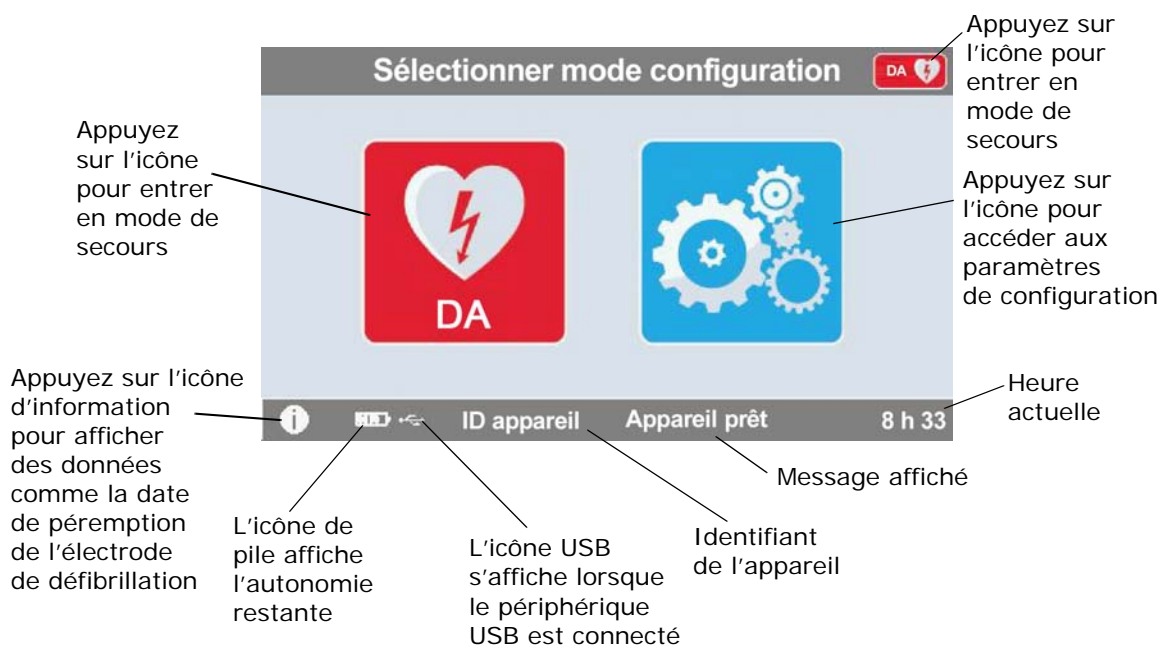 Appuyez sur
l'icône pour
entrer en
mode de
secours
Sélectionner mode configuration
DA
Appuyez
sur l'icône
pour entrer
en mode de
secours
DA
Appuyez sur
l'icône pour
accéder aux
paramètres
de configuration
Appuyez sur l'icône
d'information
pour afficher
des données
comme la date
de péremption
de l'électrode
de défibrillation
Heure
actuelle
i
ID appareil
Appareil prêt
8 h 33
Message affiché
L'icône de
pile affiche
l'autonomie
restante
L'icône USB
s'affiche lorsque
le périphérique
USB est connecté
Identifiant
de l'appareil